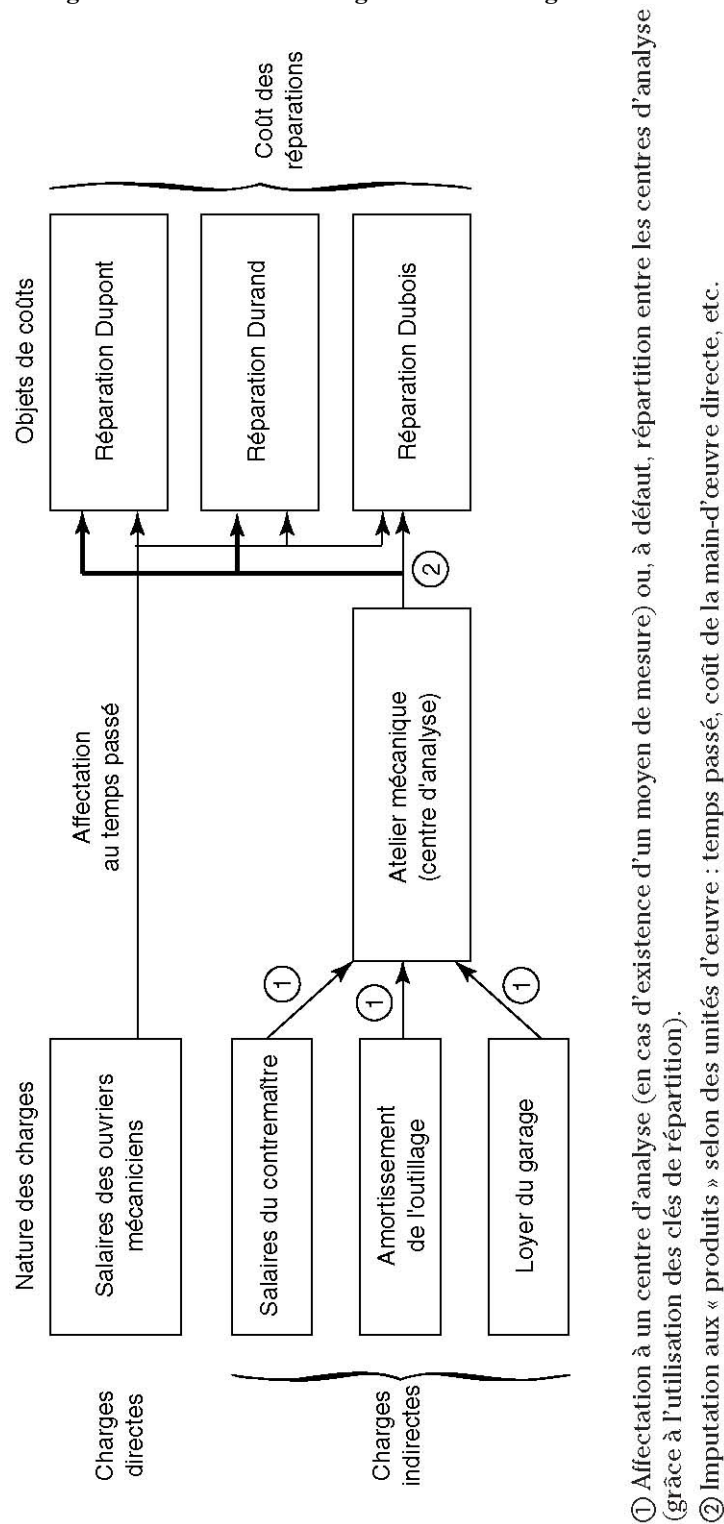 Nature des charges
Objets de coûts
Charges
directes
Salaires des ouvriers
mécaniciens
Affectation
au temps passé
Réparation Dupont
Charges
indirectes
Salaires du contremaître
Amortissement
de l'outillage
Loyer du garage
1
1
1
Atelier mécanique
(centre d'analyse)
2
Réparation Durand
Réparation Dubois
Coût des
réparations
① Affectation à un centre d'analyse (en cas d'existence d'un moyen de mesure) ou, à défaut, répartition entre les centres d'analyse
(grâce à l'utilisation des clés de répartition).
② Imputation aux « produits » selon des unités d'œuvre : temps passé, coût de la main-d'œuvre directe, etc.